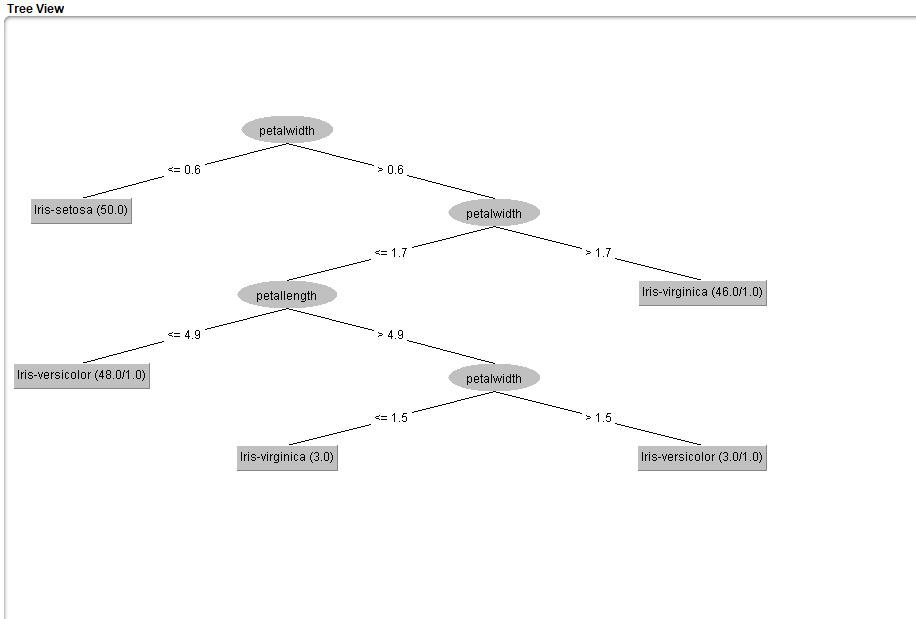 Tree View
petalwidth
<= 0.6
> 0.6
Iris-setosa (50.0)
petalwidth
<= 1.7
> 1.7
petallength
Iris-virginica (46.0/1.0)
<= 4.9
> 4.9
Iris-versicolor (48.0/1.0)
petalwidth
<= 1.5
> 1.5
Iris-virginica (3.0)
Iris-versicolor (3.0/1.0)